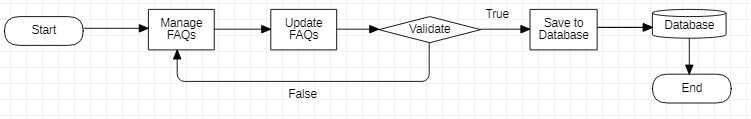 Start
Manage
FAQs
Update
FAQs
Validate
True
Save to
Database
Database
False
End